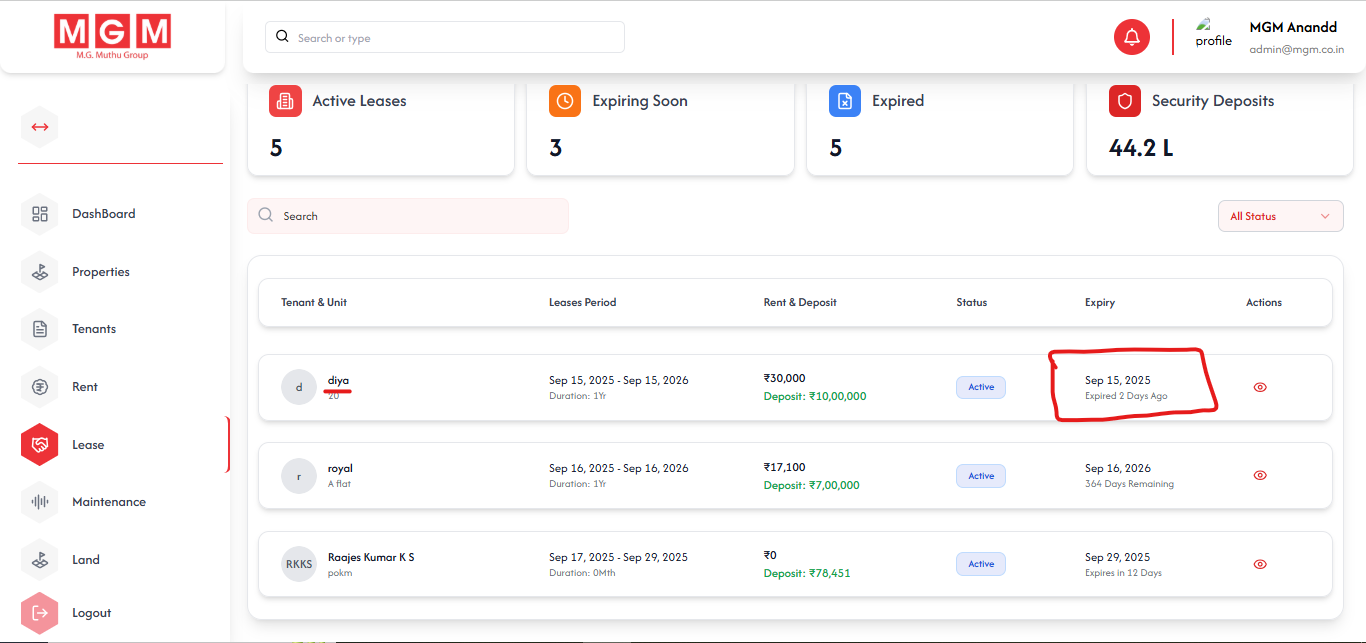 MGM
M.G. Muthu Group
Search or type
profile
MGM Anandd
admin@mgm.co.in
Active Leases
5
Expiring Soon
3
Expired
5
Security Deposits
44.2 L
DashBoard
Properties
Tenants
Rent
Lease
Maintenance
Land
Logout
Search
All Status
Tenant & Unit Leases Period Rent & Deposit Status Expiry Actions
d
diya
20
Sep 15, 2025 - Sep 15, 2026
Duration: 1Yr
₹30,000
Deposit: ₹10,00,000
Active
Sep 15, 2025
Expired 2 Days Ago
r
royal
A flat
Sep 16, 2025 - Sep 16, 2026
Duration: 1Yr
₹17,100
Deposit: ₹7,00,000
Active
Sep 16, 2026
364 Days Remaining
RKKS
Raajes Kumar K S
pokm
Sep 17, 2025 - Sep 29, 2025
Duration: 0Mth
₹0
Deposit: ₹78,451
Active
Sep 29, 2025
Expires in 12 Days